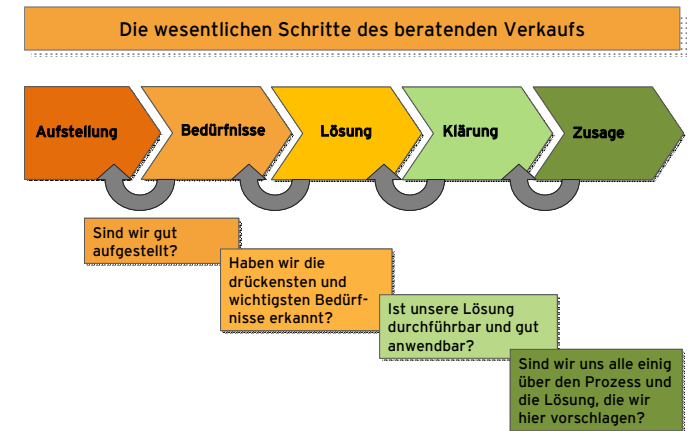 Die wesentlichen Schritte des beratenden Verkaufs
Aufstellung
Bedürfnisse
Lösung
Klärung
Zusage
Sind wir gut
aufgestellt?
Haben wir die
drückensten und
wichtigsten Bedürf-
nisse erkannt?
Ist unsere Lösung
durchführbar und gut
anwendbar?
Sind wir uns alle einig
über den Prozess und
die Lösung, die wir
hier vorschlagen?